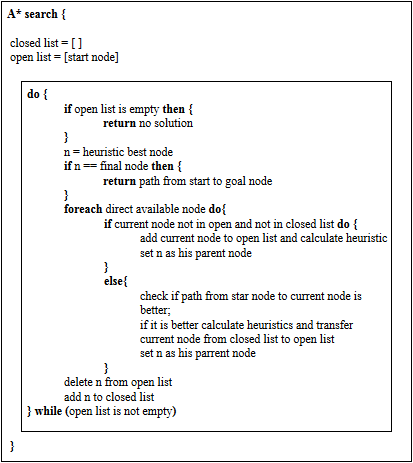 A* search {
closed list = [ ]
open list = [start node]
do {
if open list is empty then {
return no solution
}
n = heuristic best node
if n == final node then {
return path from start to goal node
}
foreach direct available node do{
if current node not in open and not in closed list do {
add current node to open list and calculate heuristic
set n as his parent node
}
else{
check if path from star node to current node is
better;
if it is better calculate heuristics and transfer
current node from closed list to open list
set n as his parrent node
}
delete n from open list
add n to closed list
} while (open list is not empty)
}